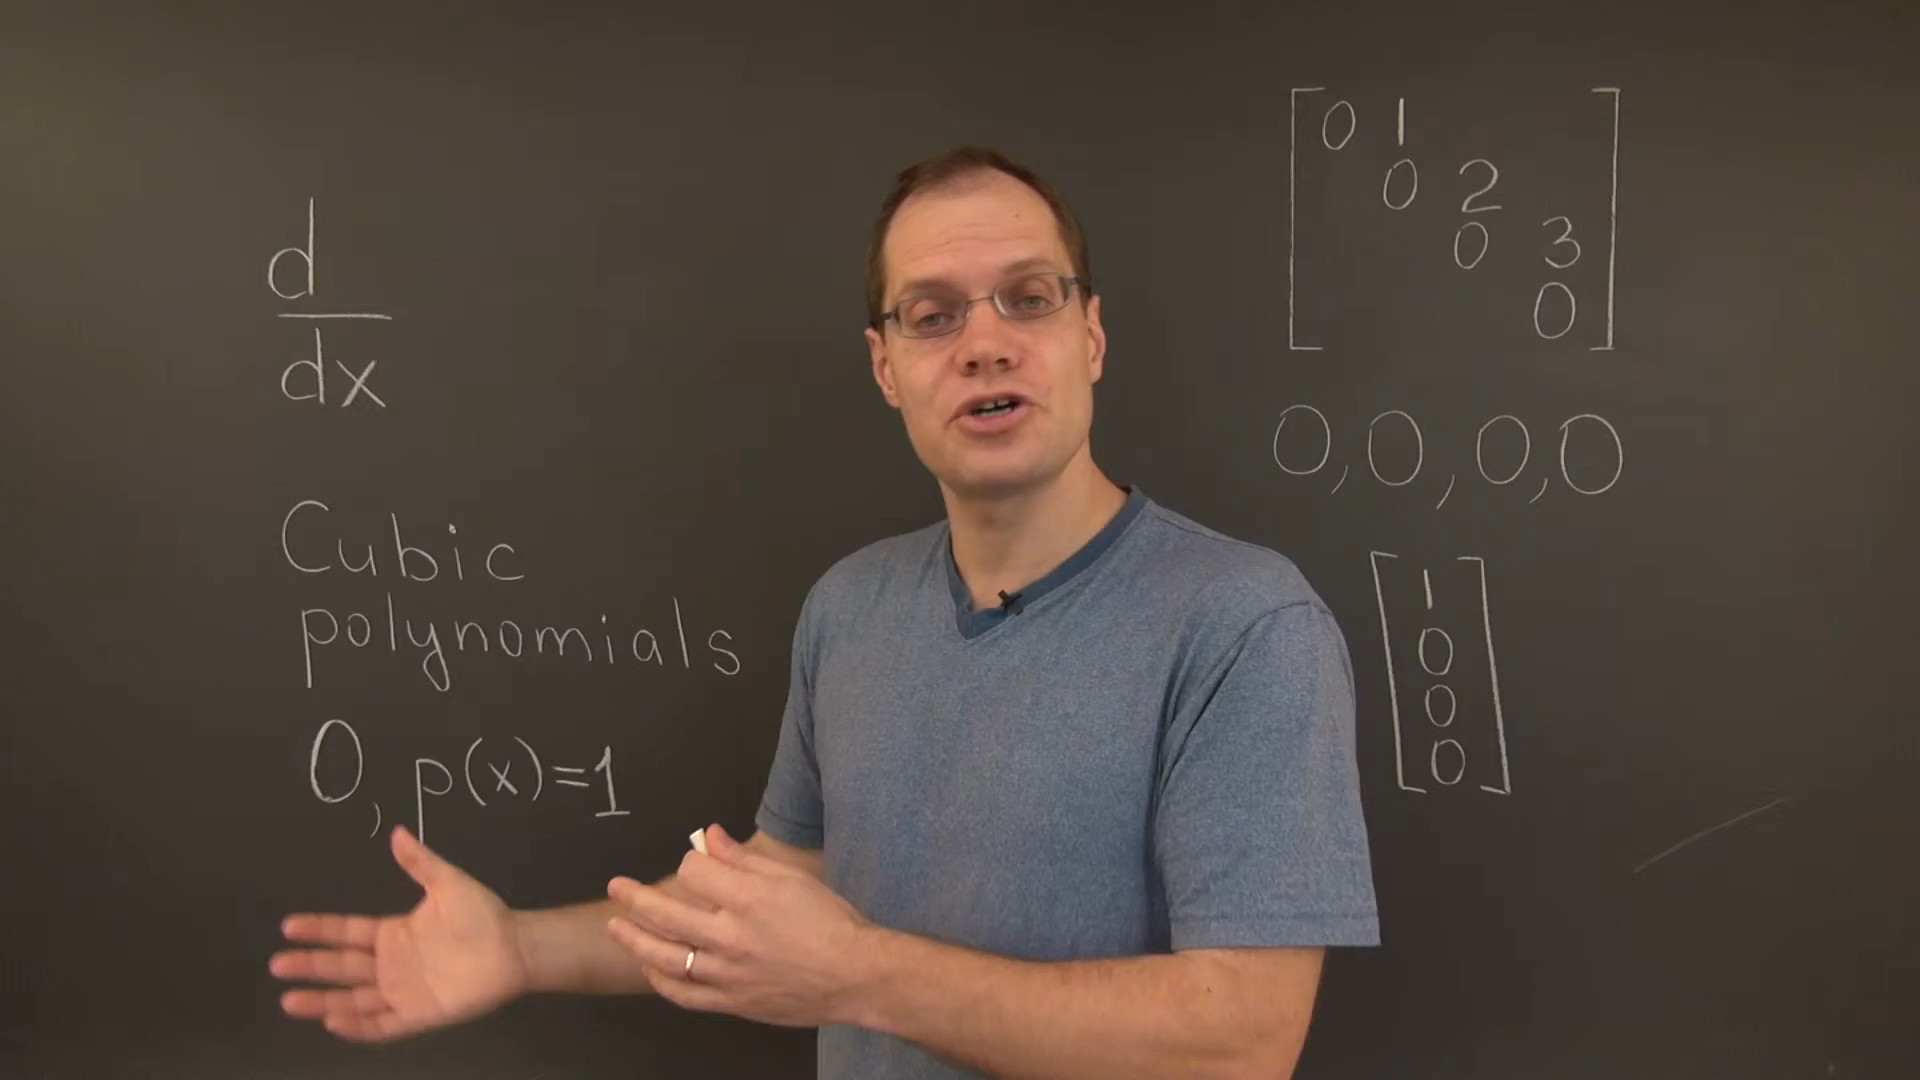 d
dx
Cubic
polynomials
0, p(x)=1
0 1
0 2
0 3
0
0, 0, 0, 0
1
0
0
0